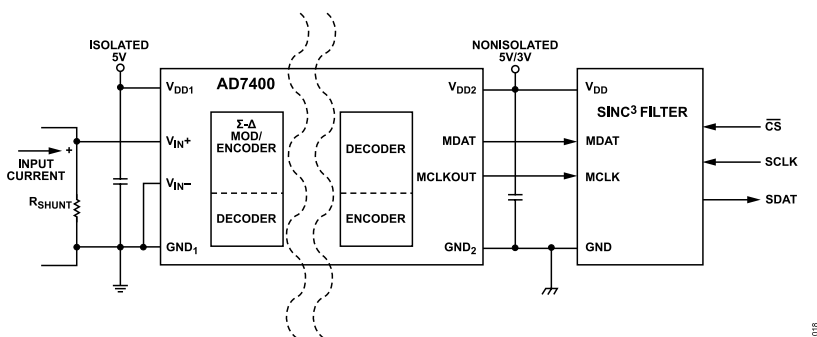 ISOLATED
5V
NONISOLATED
5V/3V
AD7400
SINC³ FILTER
VDD1
VDD2
VDD
Σ-Δ
MOD/
ENCODER
DECODER
DECODER
ENCODER
INPUT
CURRENT
+
RSHUNT
VIN+
VIN–
GND1
MDAT
MCLKOUT
GND2
MDAT
MCLK
GND
CS
SCLK
SDAT
018